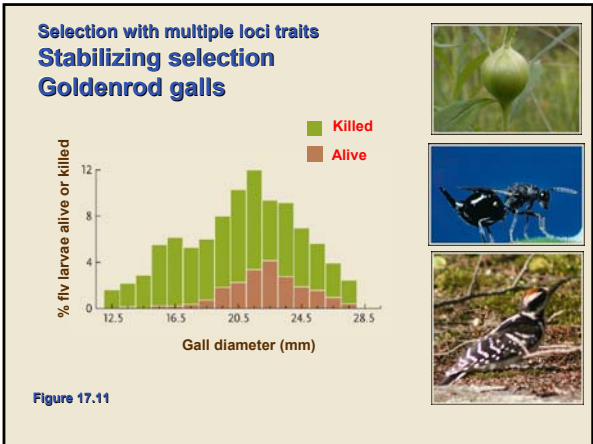 Selection with multiple loci traits
Stabilizing selection
Goldenrod galls
Killed
Alive
% fly larvae alive or killed
12
8
4
0
12.5 16.5 20.5 24.5 28.5
Gall diameter (mm)
Figure 17.11